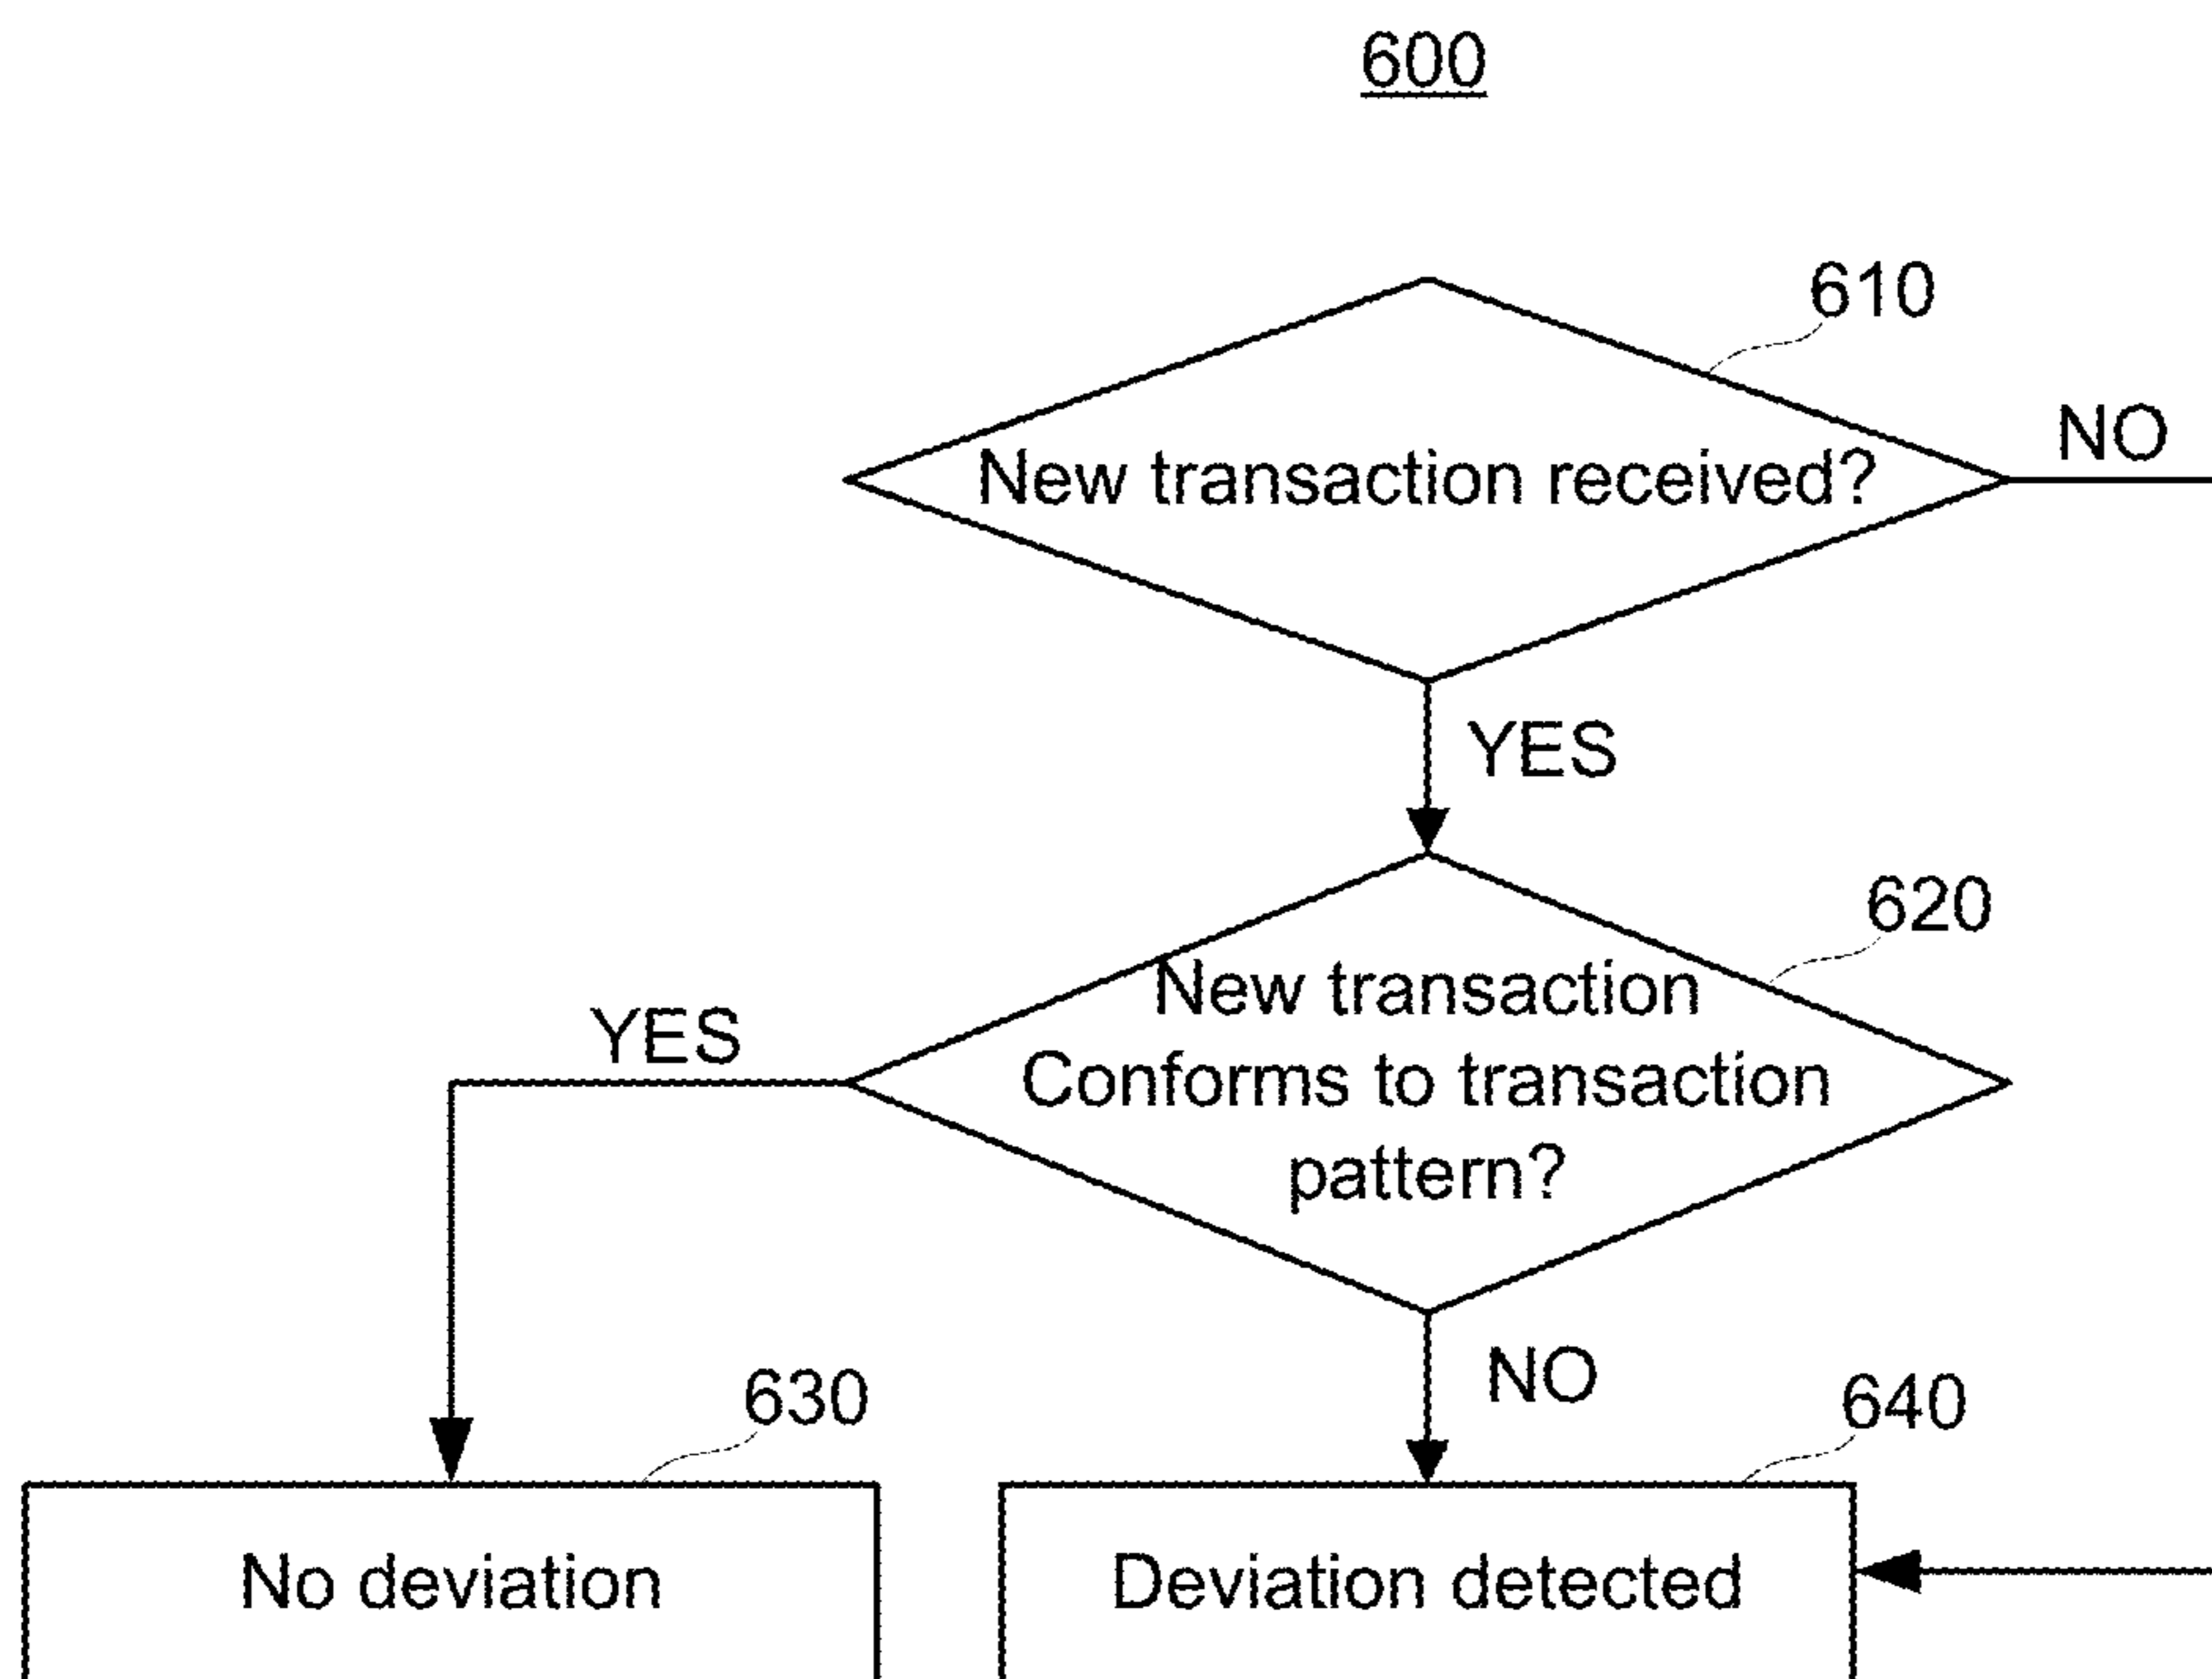 600
610
New transaction received?
NO
YES
620
New transaction
Conforms to transaction
pattern?
YES
NO
630
640
No deviation
Deviation detected